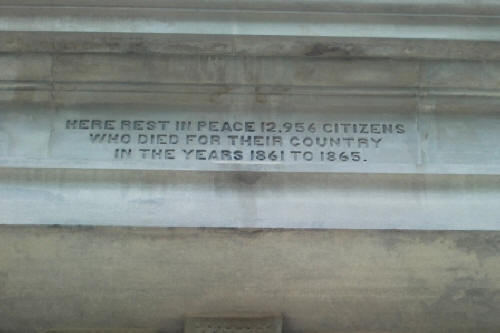 HERE REST IN PEACE 12,956 CITIZENS
WHO DIED FOR THEIR COUNTRY
IN THE YEARS 1861 TO 1865.